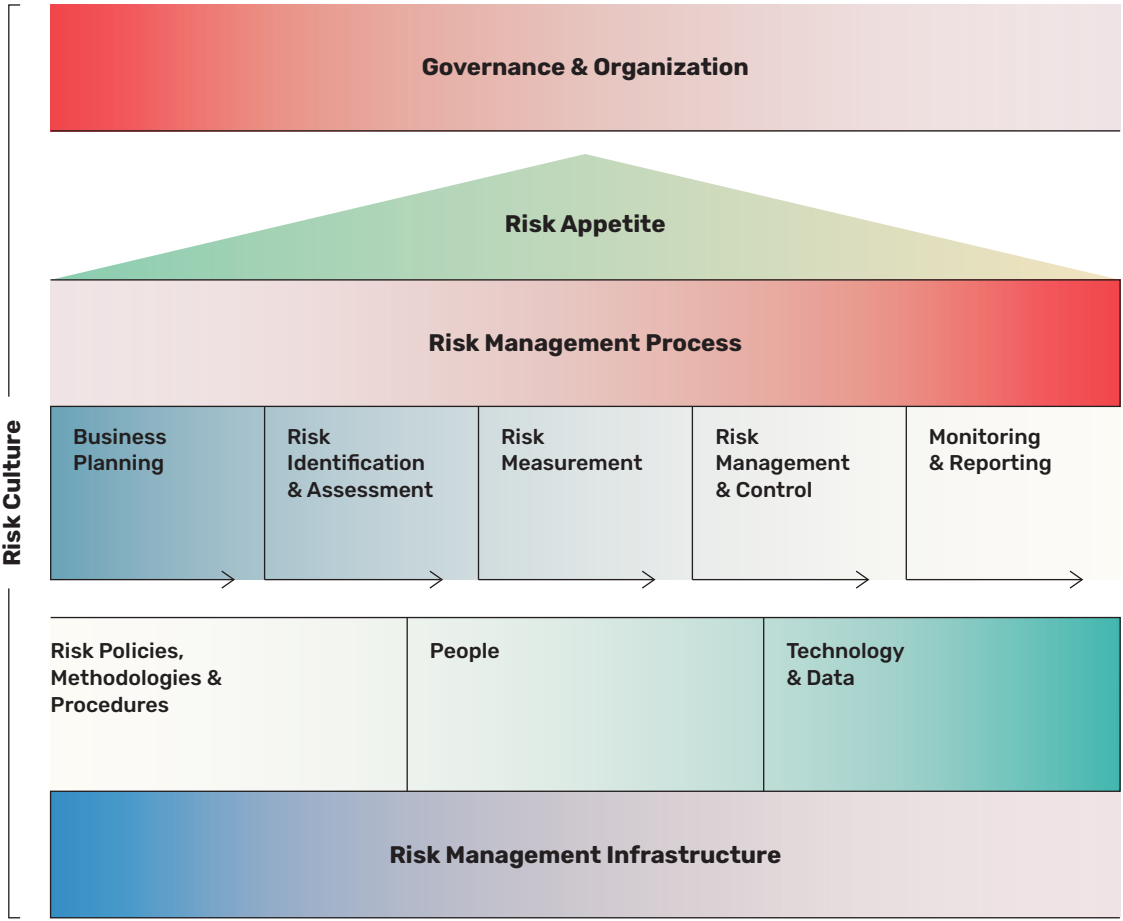 Governance & Organization
Risk Appetite
Risk Management Process
Risk Culture
Business
Planning
Risk
Identification
& Assessment
Risk
Measurement
Risk
Management
& Control
Monitoring
& Reporting
Risk Policies,
Methodologies &
Procedures
People
Technology
& Data
Risk Management Infrastructure